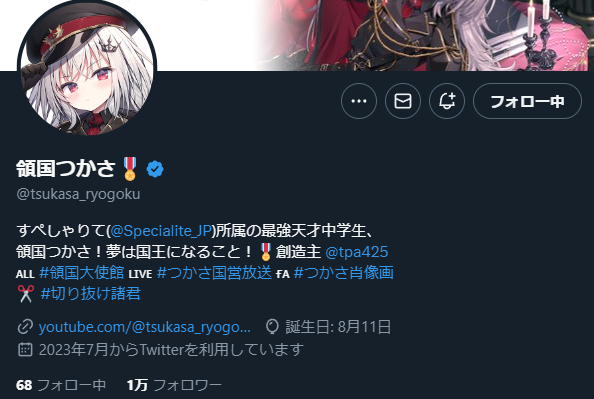 フォロー中
領国つかさ🎖️
@tsukasa_ryogoku
すぺしゃりて(@Specialite_JP)所属の最強天才中学生、
領国つかさ！夢は国王になること！🎖️創造主 @tpa425
ᴀʟʟ #領国大使館 ʟɪᴠᴇ #つかさ国営放送 ғᴀ #つかさ肖像画
✂️ #切り抜け諸君
youtube.com/@tsukasa_ryogo… 誕生日: 8月11日
2023年7月からTwitterを利用しています
68 フォロー中 1万 フォロワー